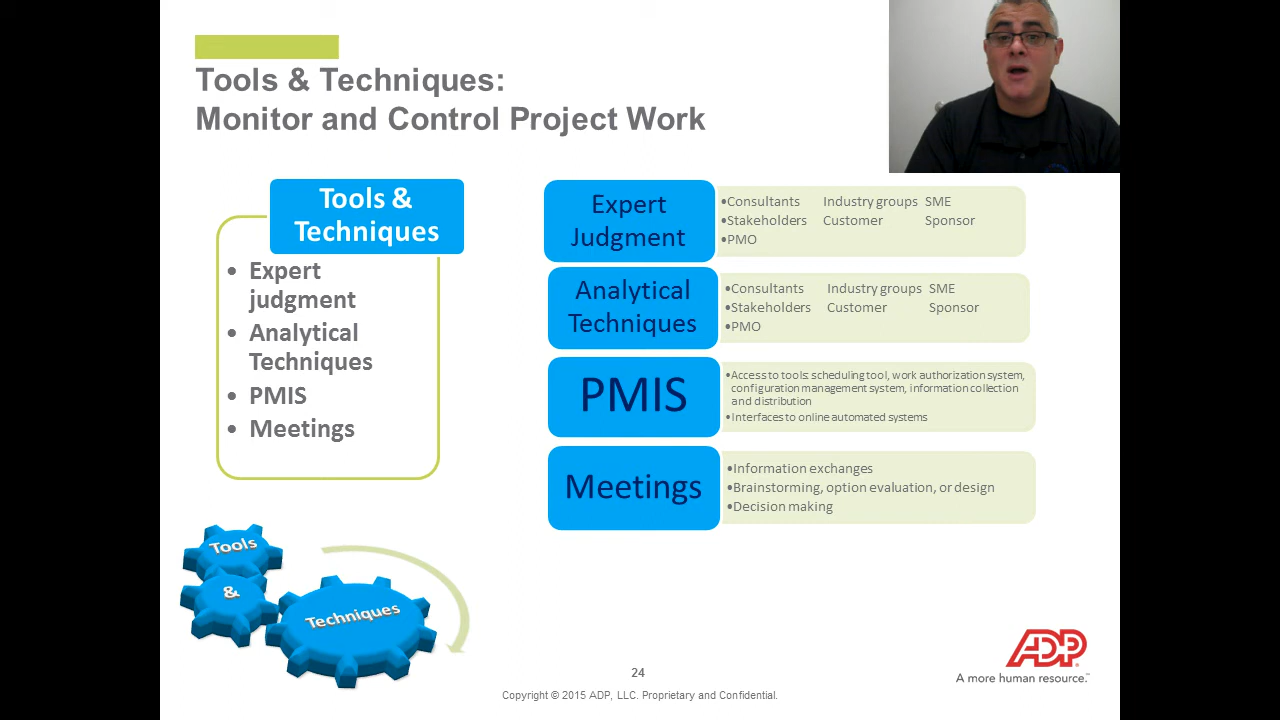 Tools & Techniques:
Monitor and Control Project Work
Tools &
Techniques
• Expert
judgment
• Analytical
Techniques
• PMIS
• Meetings
Expert
Judgment
•Consultants Industry groups SME
•Stakeholders Customer Sponsor
•PMO
Analytical
Techniques
•Consultants Industry groups SME
•Stakeholders Customer Sponsor
•PMO
PMIS
•Access to tools: scheduling tool, work authorization system,
configuration management system, information collection
and distribution
•Interfaces to online automated systems
Meetings
•Information exchanges
•Brainstorming, option evaluation, or design
•Decision making
Tools
&
Techniques
ADP
A more human resource.™
24
Copyright © 2015 ADP, LLC. Proprietary and Confidential.